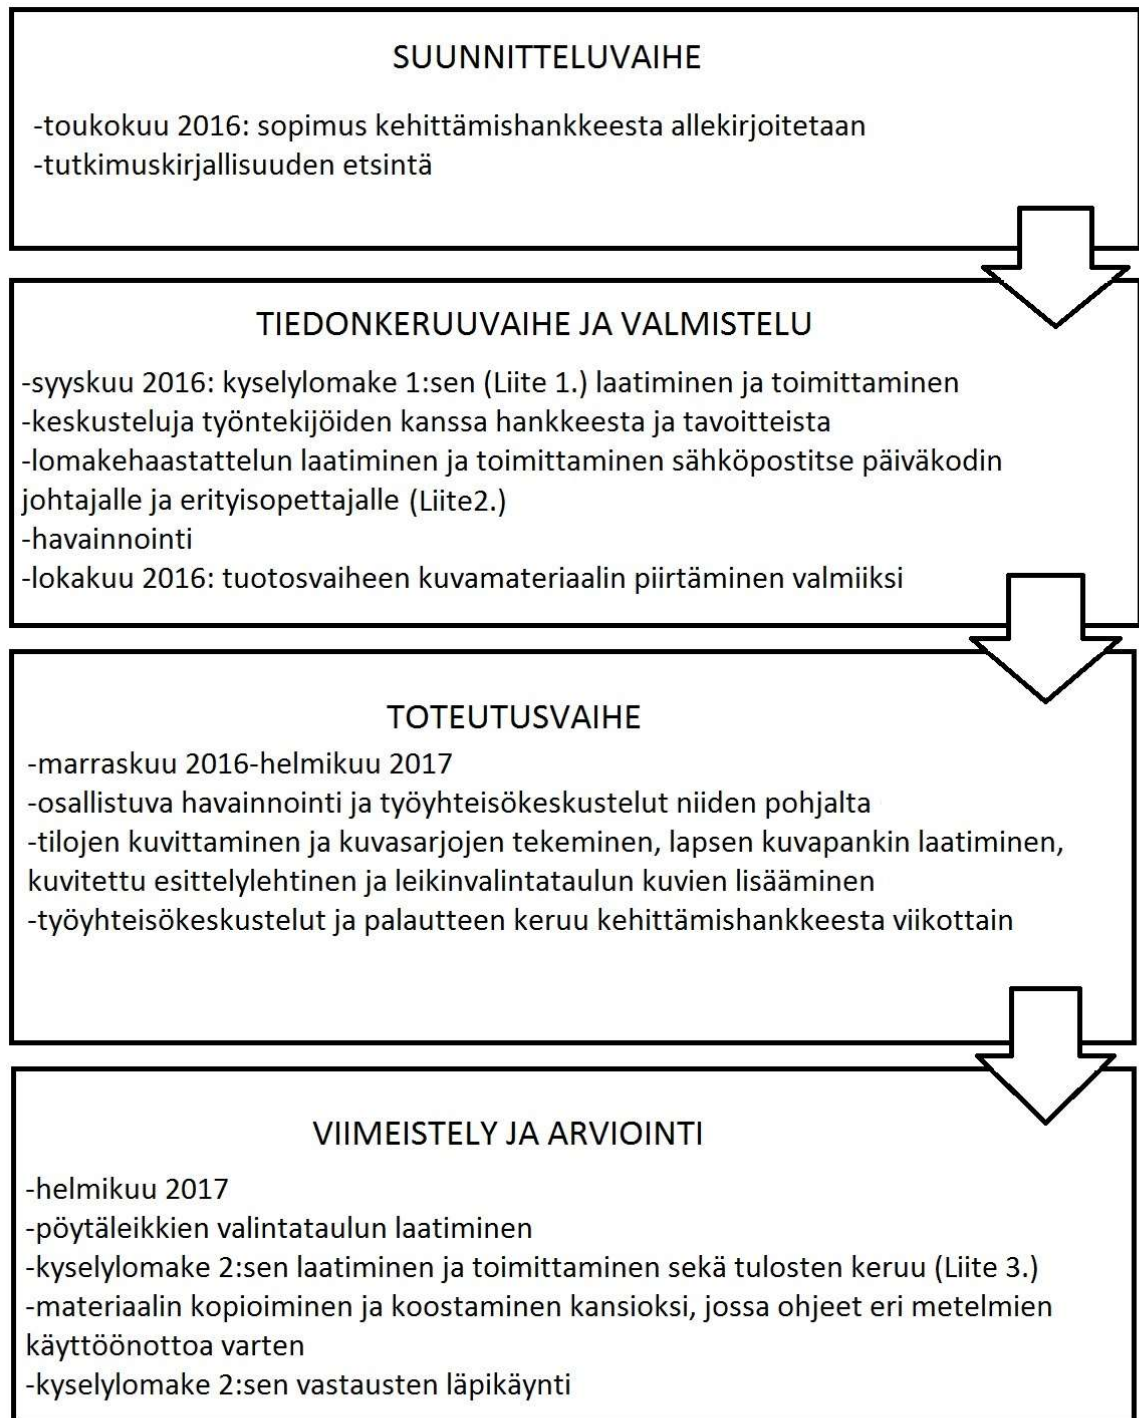 SUUNNITTELUVAIHE
-toukokuu 2016: sopimus kehittämishankkeesta allekirjoitetaan
-tutkimuskirjallisuuden etsintä
TIEDONKERUUVAIHE JA VALMISTELU
-syyskuu 2016: kyselylomake 1:sen (Liite 1.) laatiminen ja toimittaminen
-keskusteluja työntekijöiden kanssa hankkeesta ja tavoitteista
-lomakehaastattelun laatiminen ja toimittaminen sähköpostitse päiväkodin
johtajalle ja erityisopettajalle (Liite2.)
-havainnointi
-lokakuu 2016: tuotosvaiheen kuvamateriaalin piirtäminen valmiiksi
TOTEUTUSVAIHE
-marraskuu 2016-helmikuu 2017
-osallistuva havainnointi ja työyhteisökeskustelut niiden pohjalta
-tilojen kuvittaminen ja kuvasarjojen tekeminen, lapsen kuvapankin laatiminen,
kuvitettu esittelylehtinen ja leikinvalintataulun kuvien lisääminen
-työyhteisökeskustelut ja palautteen keruu kehittämishankkeesta viikottain
VIIMEISTELY JA ARVIOINTI
-helmikuu 2017
-pöytäleikkien valintataulun laatiminen
-kyselylomake 2:sen laatiminen ja toimittaminen sekä tulosten keruu (Liite 3.)
-materiaalin kopioiminen ja koostaminen kansioksi, jossa ohjeet eri metelmien
käyttöönottoa varten
-kyselylomake 2:sen vastausten läpikäynti